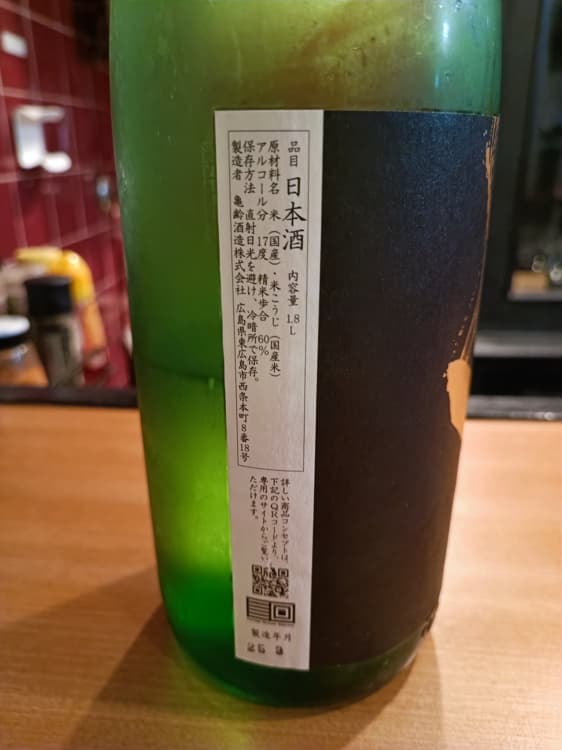 品目 日本酒 内容量 1.8L
原材料名 米（国産）・米こうじ（国産米）
アルコール分 17度 精米歩合 60％
保存方法 直射日光を避け、冷暗所で保存。
製造者 亀齢酒造株式会社 広島県東広島市西条本町8番18号
詳しい商品コンセプトは、
下記のQRコードより、
専用のサイトからご覧い
ただけます。
製造年月
25 9